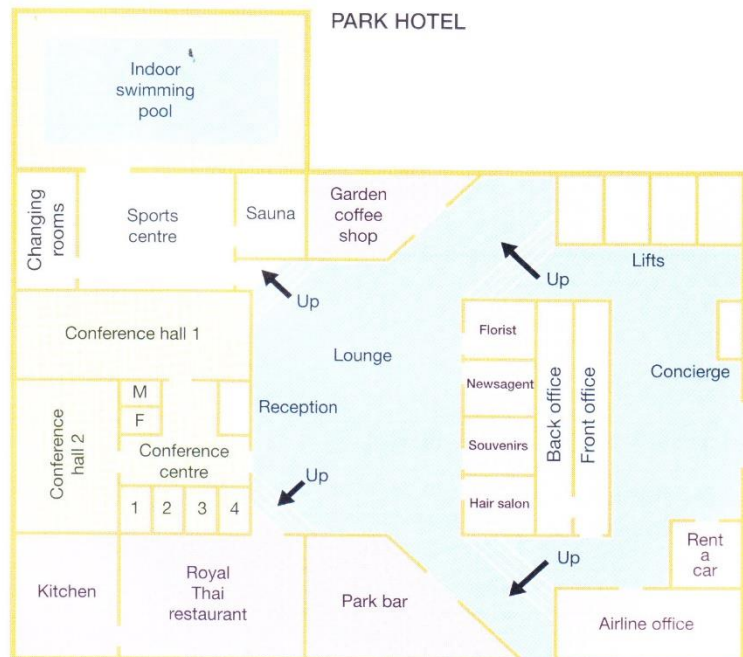 PARK HOTEL
Indoor
swimming
pool
Changing
rooms
Sports
centre
Sauna
Garden
coffee
shop
Lifts
Up
Up
Conference hall 1
Lounge
Florist
Newsagent
Souvenirs
Hair salon
Back office
Front office
Concierge
M
F
Reception
Conference
hall 2
Conference
centre
1 2 3 4
Up
Up
Kitchen
Royal
Thai
restaurant
Park bar
Rent
a
car
Airline office